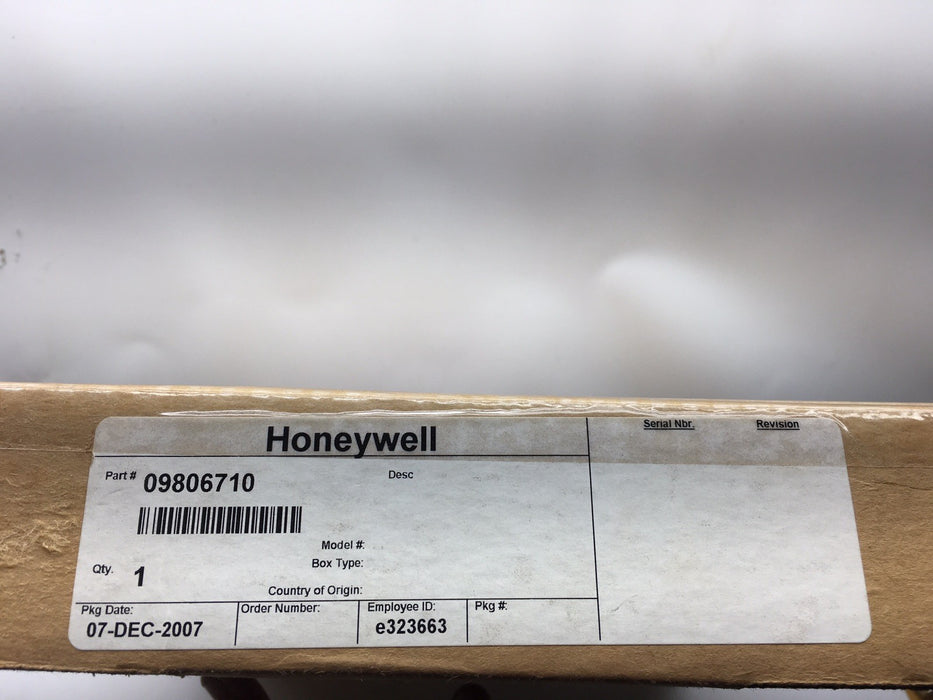 Honeywell
Serial Nbr. Revision
Part # 09806710 Desc
Model #:
Box Type:
Qty. 1
Country of Origin:
Pkg Date: Order Number: Employee ID: Pkg #:
07-DEC-2007 e323663